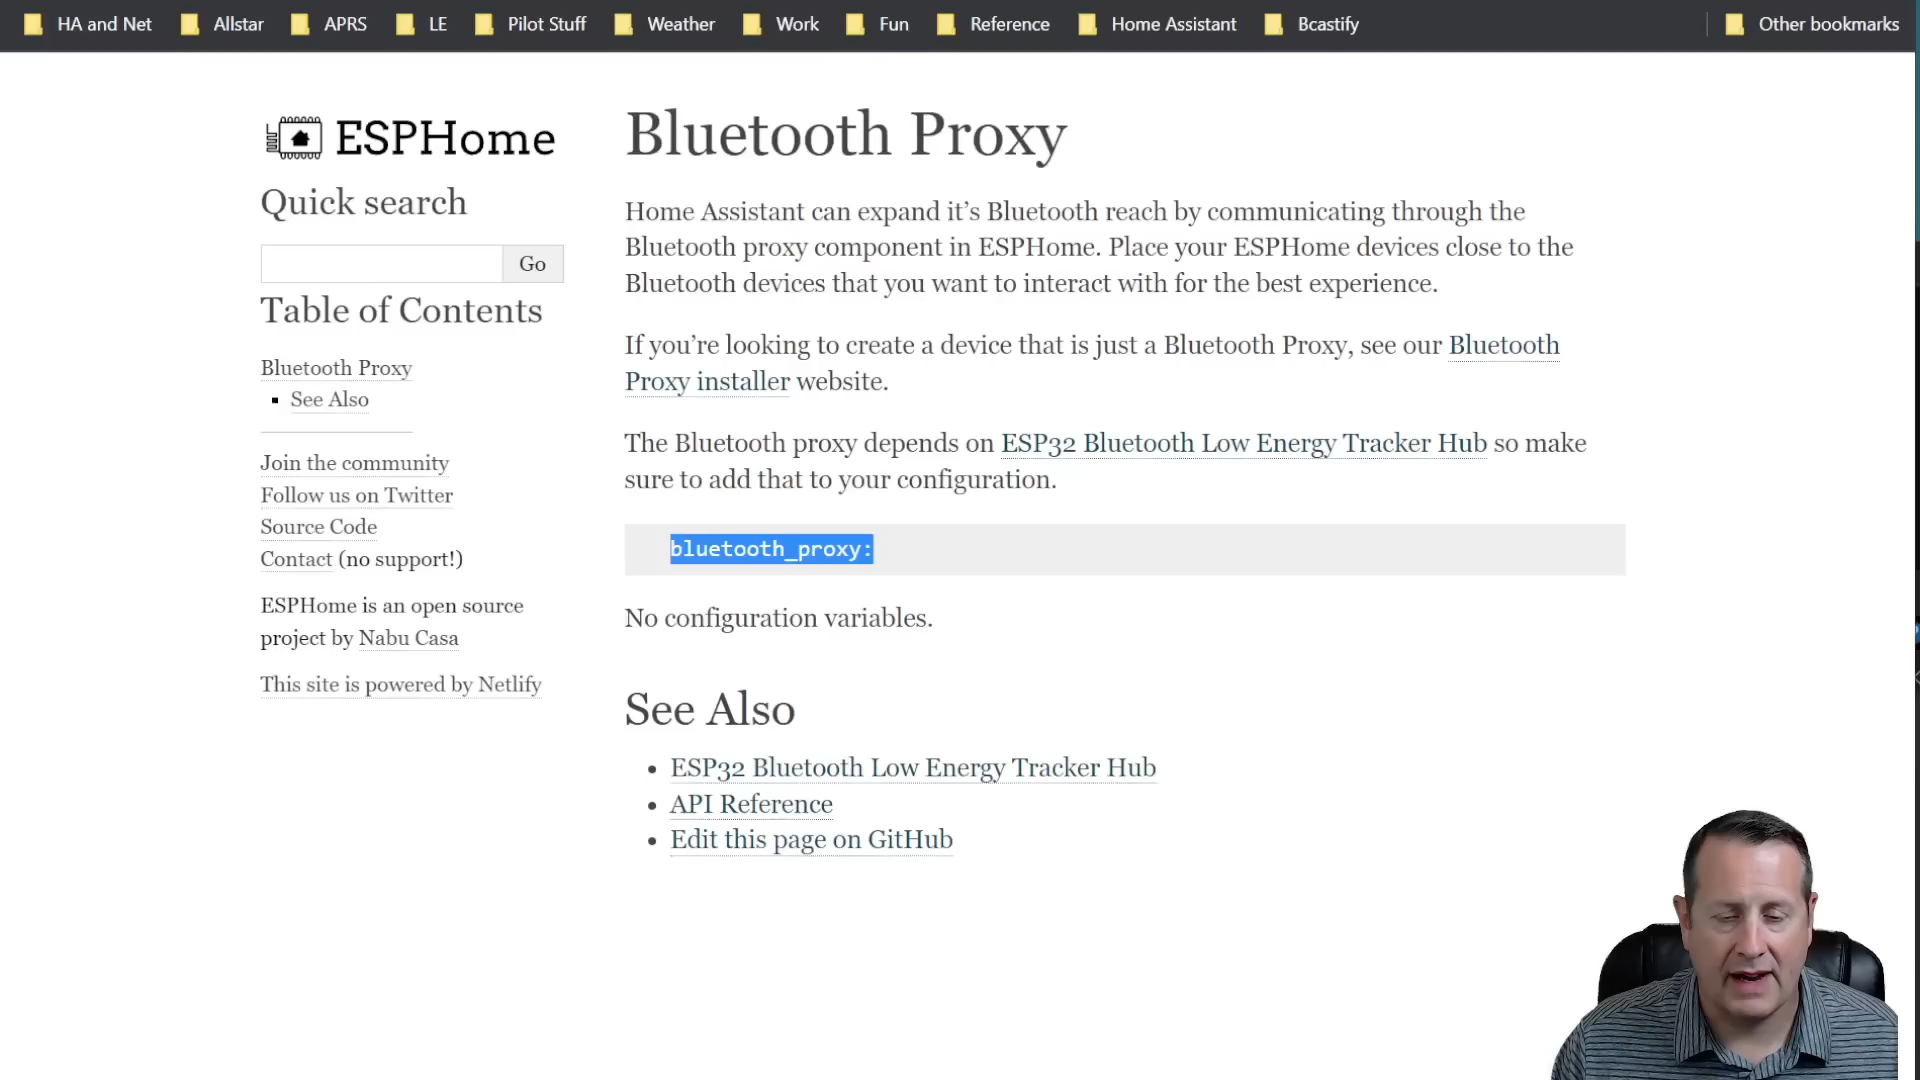 HA and Net Allstar APRS LE Pilot Stuff Weather Work Fun Reference Home Assistant Bcastify Other bookmarks
ESPHome
Quick search
Go
Table of Contents
Bluetooth Proxy
See Also
Join the community
Follow us on Twitter
Source Code
Contact (no support!)
ESPHome is an open source
project by Nabu Casa
This site is powered by Netlify
Bluetooth Proxy
Home Assistant can expand it’s Bluetooth reach by communicating through the
Bluetooth proxy component in ESPHome. Place your ESPHome devices close to the
Bluetooth devices that you want to interact with for the best experience.
If you’re looking to create a device that is just a Bluetooth Proxy, see our Bluetooth
Proxy installer website.
The Bluetooth proxy depends on ESP32 Bluetooth Low Energy Tracker Hub so make
sure to add that to your configuration.
bluetooth_proxy:
No configuration variables.
See Also
ESP32 Bluetooth Low Energy Tracker Hub
API Reference
Edit this page on GitHub